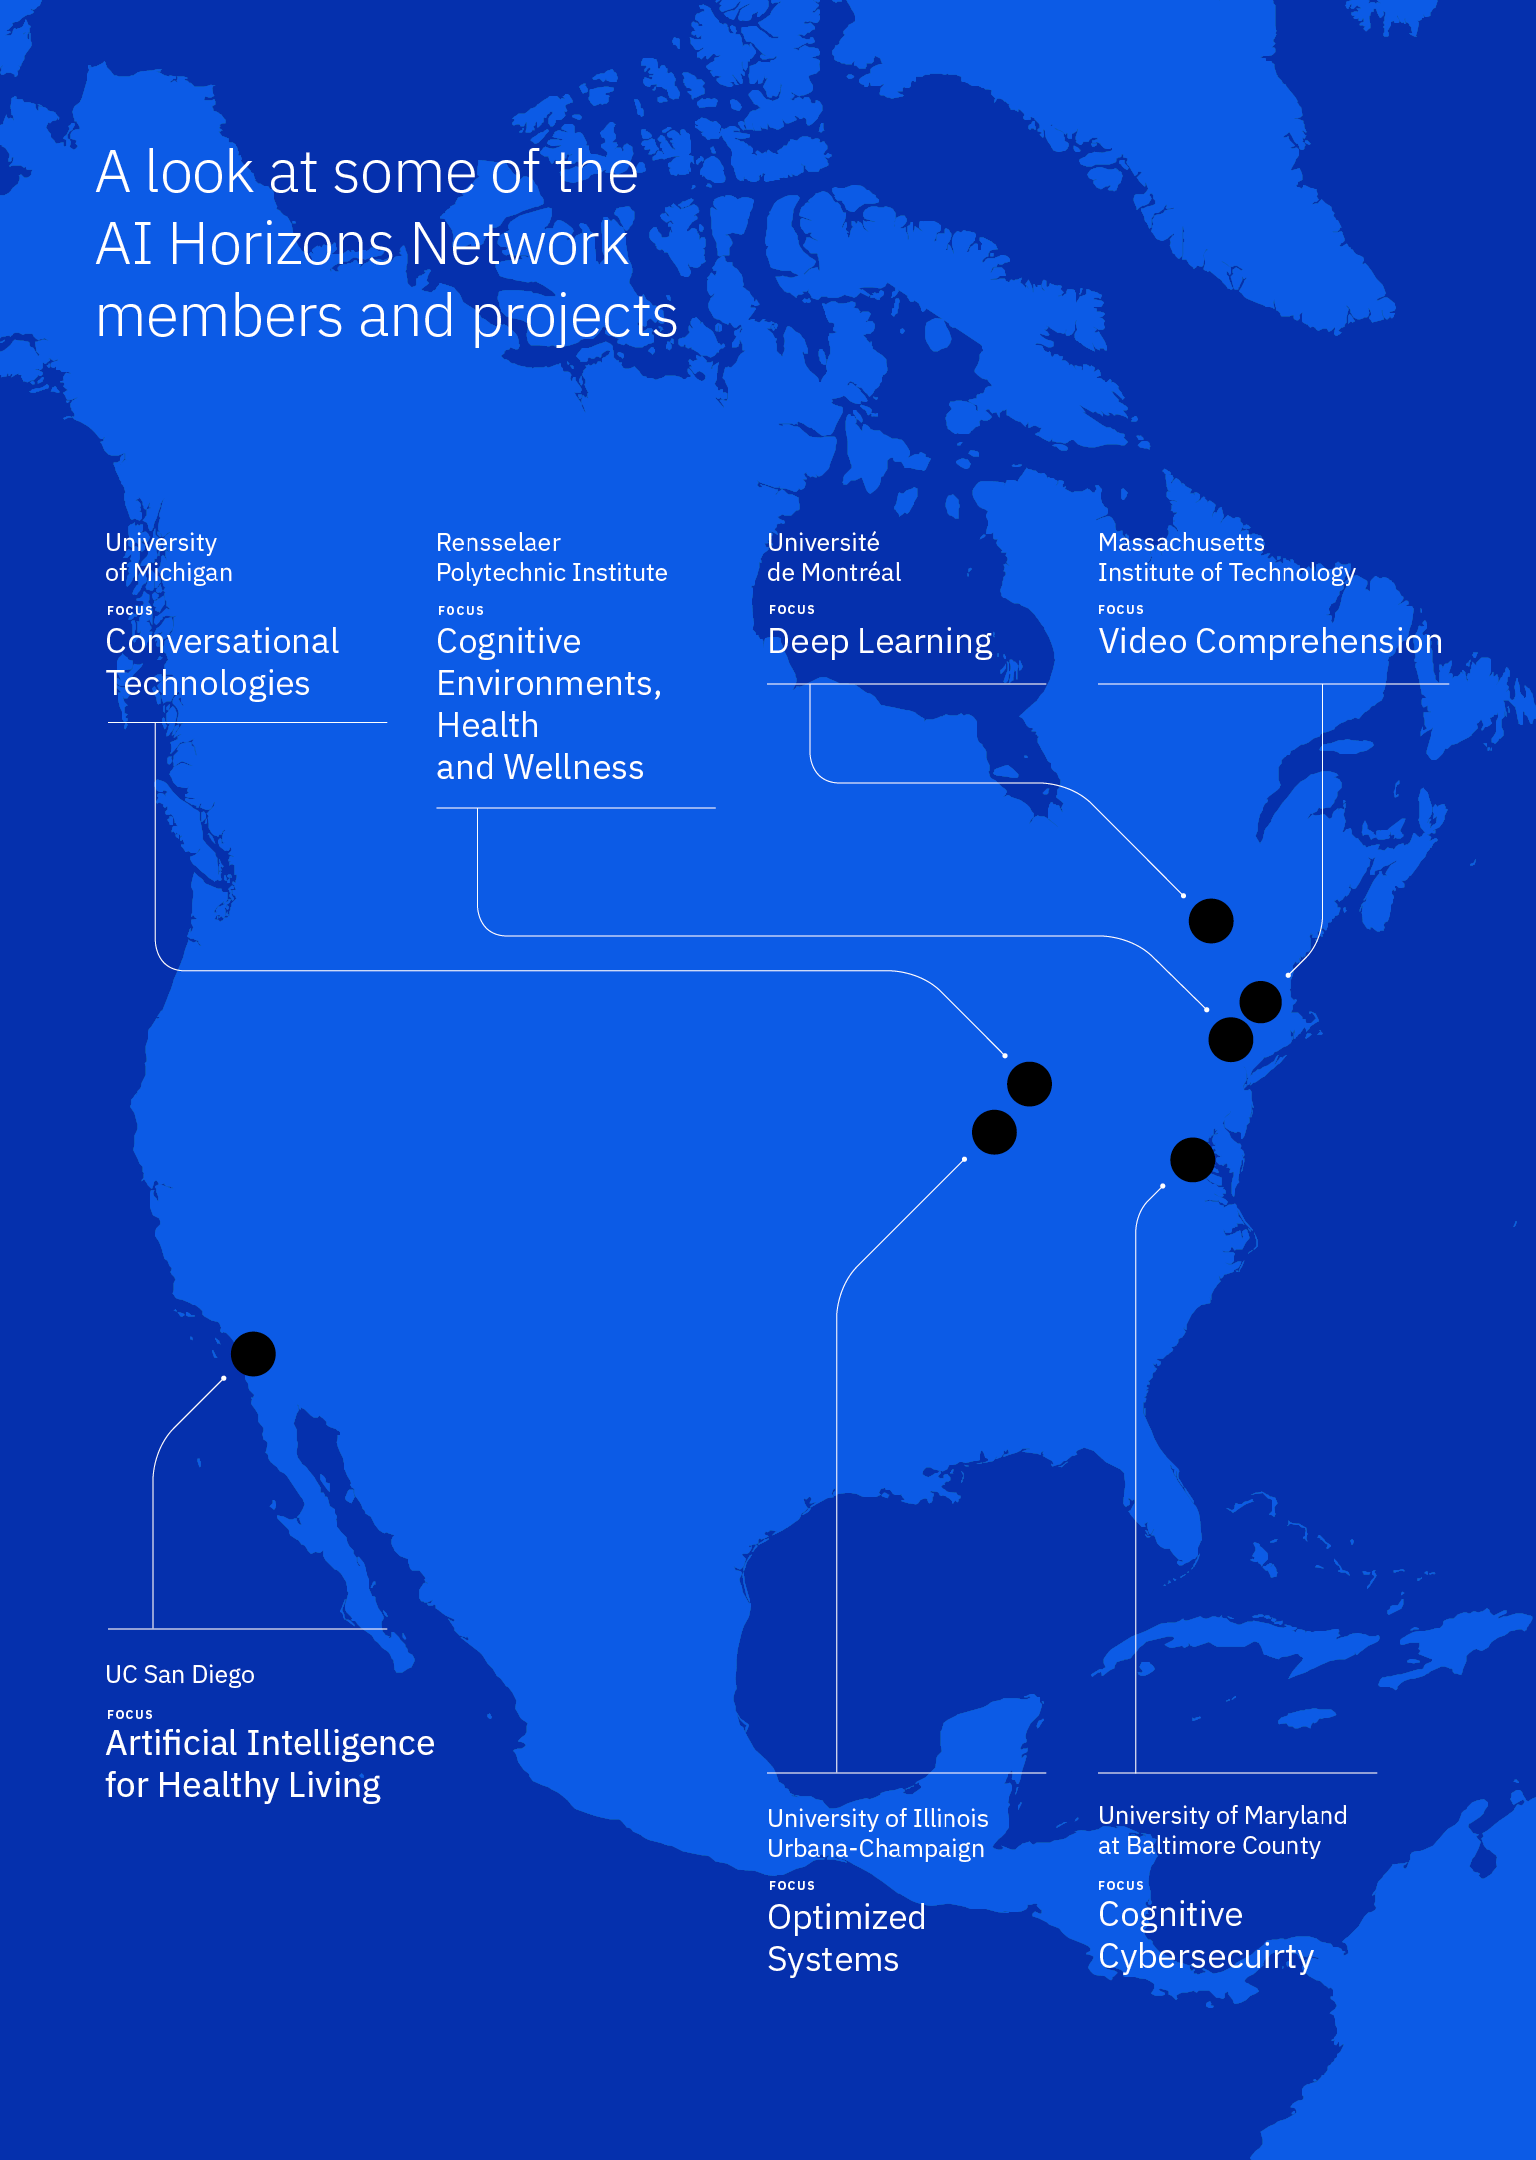 A look at some of the
AI Horizons Network
members and projects
University
of Michigan
FOCUS
Conversational
Technologies
Rensselaer
Polytechnic Institute
FOCUS
Cognitive
Environments,
Health
and Wellness
Université
de Montréal
FOCUS
Deep Learning
Massachusetts
Institute of Technology
FOCUS
Video Comprehension
UC San Diego
FOCUS
Artificial Intelligence
for Healthy Living
University of Illinois
Urbana-Champaign
FOCUS
Optimized
Systems
University of Maryland
at Baltimore County
FOCUS
Cognitive
Cybersecuirty